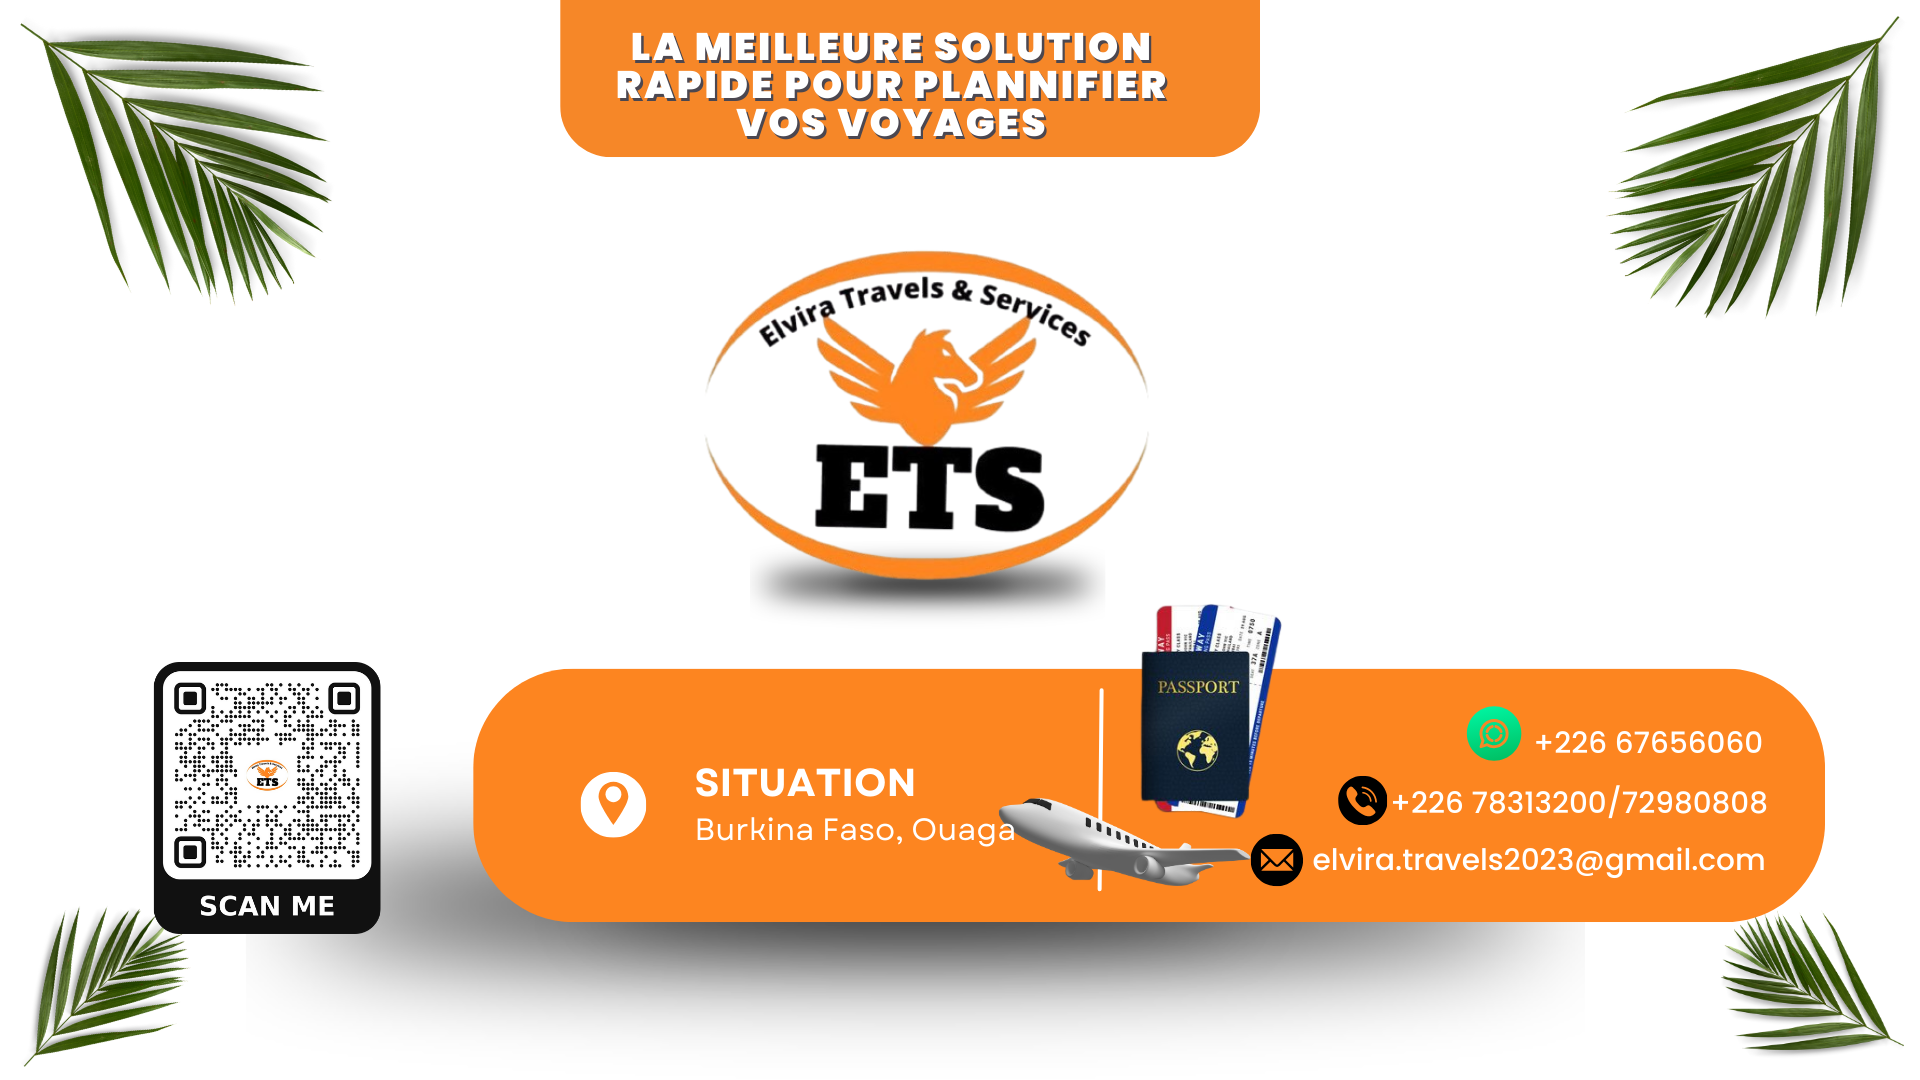 LA MEILLEURE SOLUTION
RAPIDE POUR PLANNIFIER
VOS VOYAGES
Elvira Travels & Services
ETS
PASSPORT
SITUATION
Burkina Faso, Ouaga
+226 67656060
+226 78313200/72980808
elvira.travels2023@gmail.com
ETS
SCAN ME